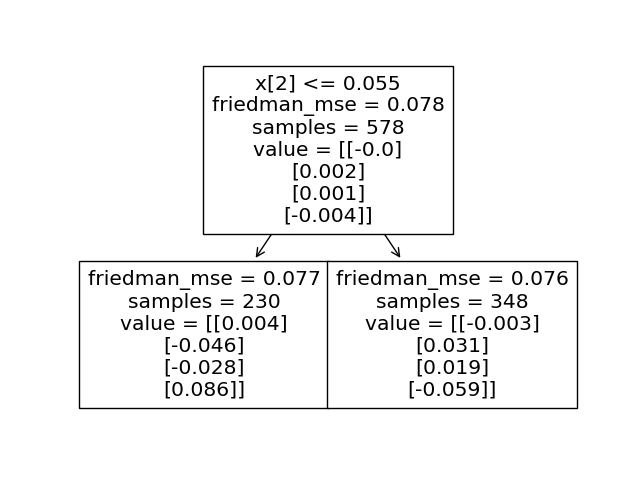 x[2] <= 0.055
friedman_mse = 0.078
samples = 578
value = [[-0.0]
[0.002]
[0.001]
[-0.004]]
friedman_mse = 0.077
samples = 230
value = [[0.004]
[-0.046]
[-0.028]
[0.086]]
friedman_mse = 0.076
samples = 348
value = [[-0.003]
[0.031]
[0.019]
[-0.059]]